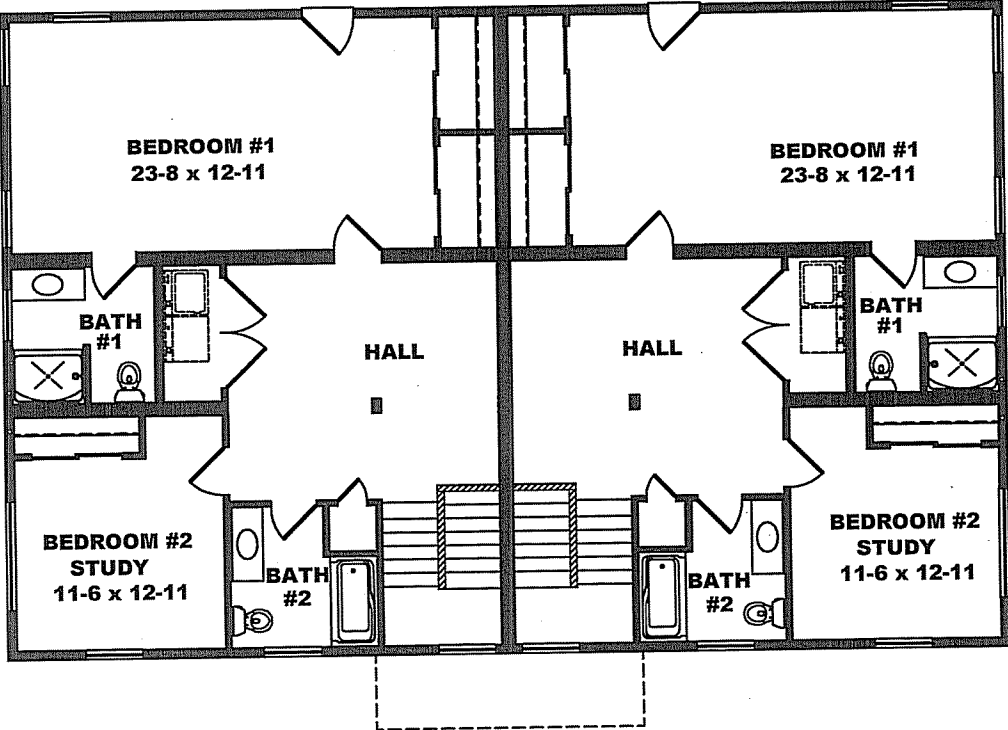 BEDROOM #1
23-8 x 12-11
BEDROOM #1
23-8 x 12-11
BATH
#1
HALL
HALL
BATH
#1
BEDROOM #2
STUDY
11-6 x 12-11
BATH
#2
BATH
#2
BEDROOM #2
STUDY
11-6 x 12-11